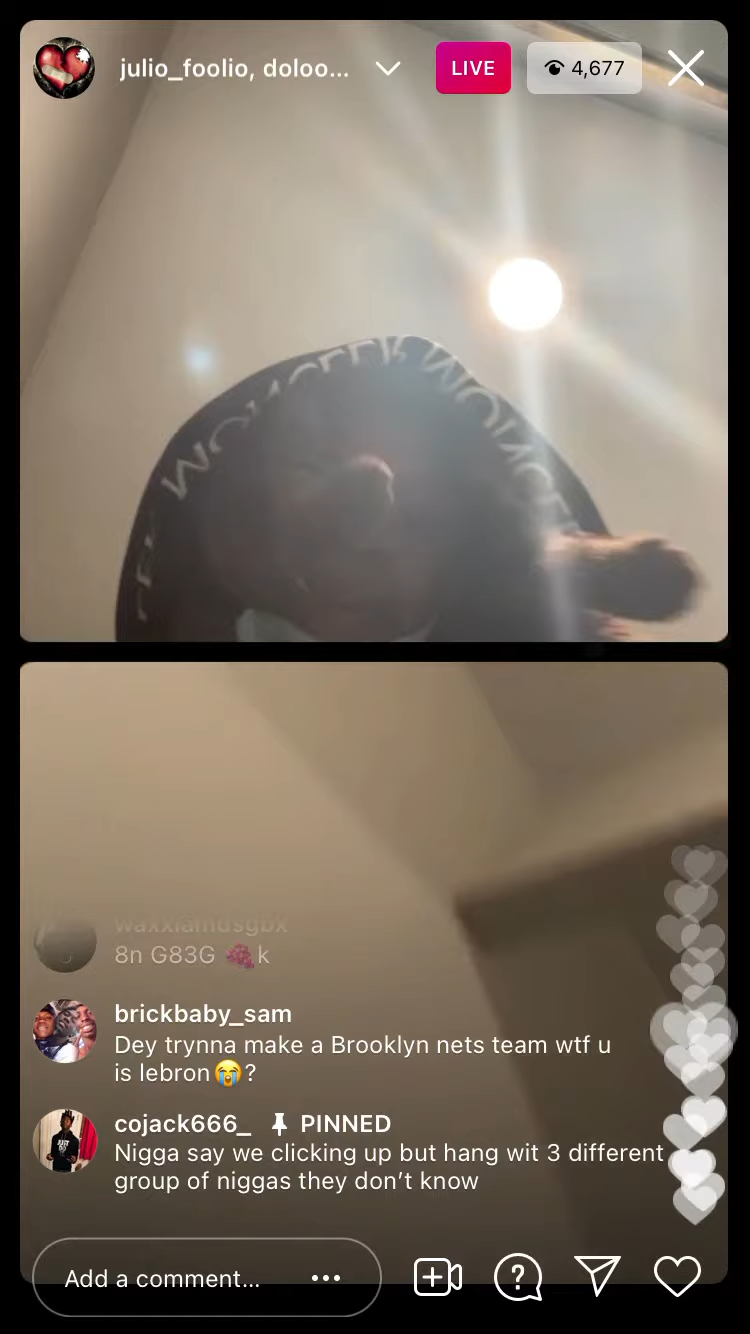 julio_foolio, doloo...
LIVE
4,677
waxxiamdsgbx
8n G83G 🍇k
brickbaby_sam
Dey trynna make a Brooklyn nets team wtf u
is lebron😭?
cojack666_ PINNED
Nigga say we clicking up but hang wit 3 different
group of niggas they don’t know
Add a comment...